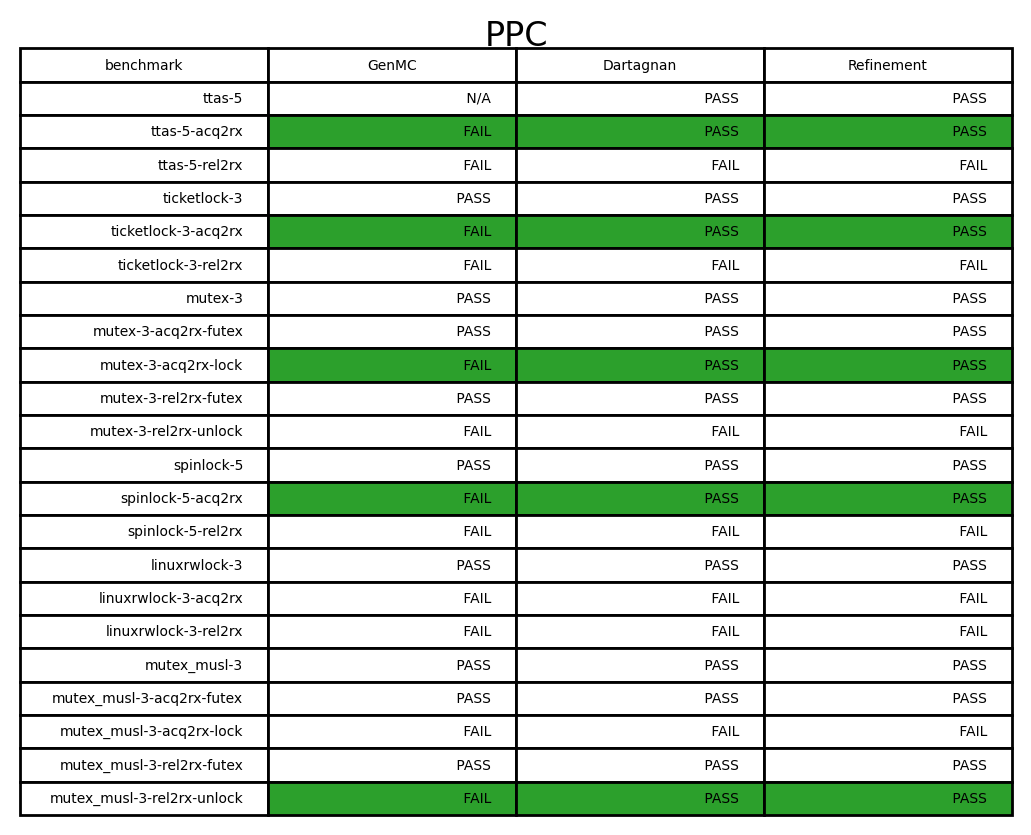 PPC
benchmark GenMC Dartagnan Refinement
ttas-5 N/A PASS PASS
ttas-5-acq2rx FAIL PASS PASS
ttas-5-rel2rx FAIL FAIL FAIL
ticketlock-3 PASS PASS PASS
ticketlock-3-acq2rx FAIL PASS PASS
ticketlock-3-rel2rx FAIL FAIL FAIL
mutex-3 PASS PASS PASS
mutex-3-acq2rx-futex PASS PASS PASS
mutex-3-acq2rx-lock FAIL PASS PASS
mutex-3-rel2rx-futex PASS PASS PASS
mutex-3-rel2rx-unlock FAIL FAIL FAIL
spinlock-5 PASS PASS PASS
spinlock-5-acq2rx FAIL PASS PASS
spinlock-5-rel2rx FAIL FAIL FAIL
linuxrwlock-3 PASS PASS PASS
linuxrwlock-3-acq2rx FAIL FAIL FAIL
linuxrwlock-3-rel2rx FAIL FAIL FAIL
mutex_musl-3 PASS PASS PASS
mutex_musl-3-acq2rx-futex PASS PASS PASS
mutex_musl-3-acq2rx-lock FAIL FAIL FAIL
mutex_musl-3-rel2rx-futex PASS PASS PASS
mutex_musl-3-rel2rx-unlock FAIL PASS PASS